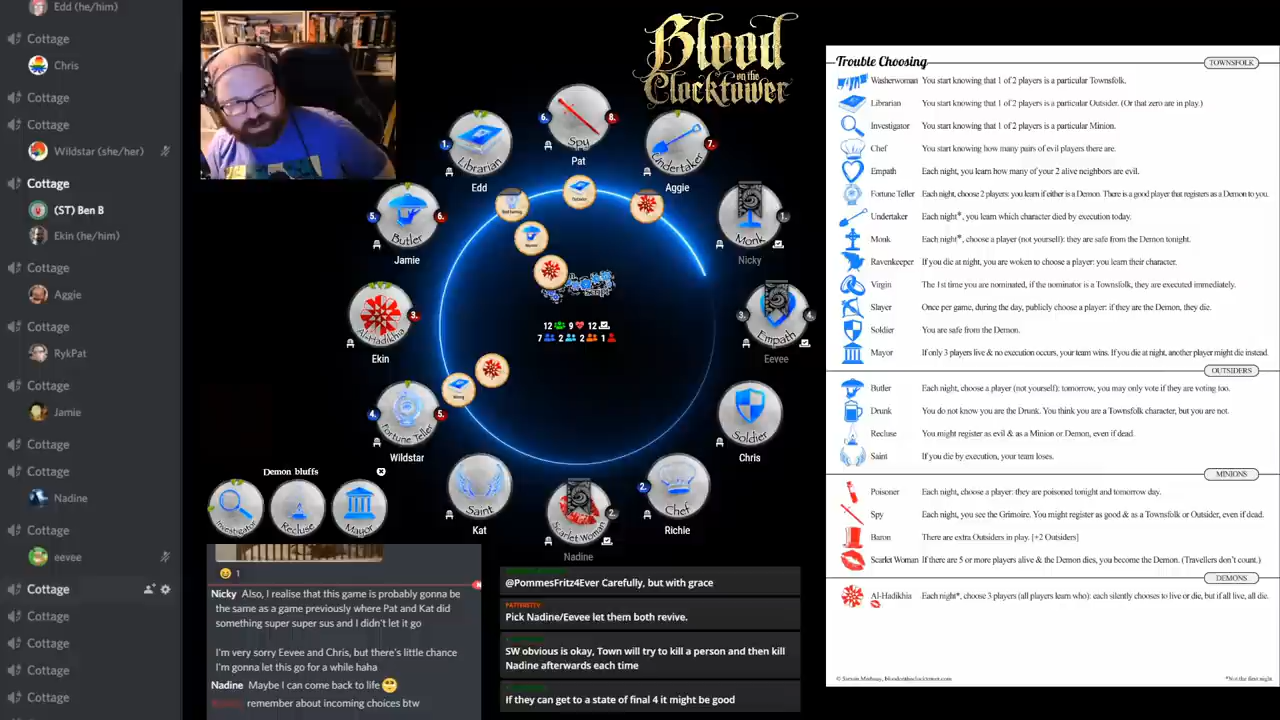 Edd (he/him)
Cottage
Chris
Cottage
Cottage
Wildstar (she/her)
Cottage
(ST) Ben B
Ekin (he/him)
Cottage
Aggie
Cottage
RykPat
Cottage
Jamie
Cottage
Cottage
Nadine
Cottage
eevee
Cottage
Cottage
Cottage
Cottage
Cottage
Blood
on the
Clocktower
Librarian
1.
Edd
Spy
6.
8.
Pat
Undertaker
7.
Aggie
Monk
1.
Nicky
Empath
3.
4.
Eevee
Soldier
Chris
Chef
2.
Richie
Scarlet Woman
2.
Nadine
Saint
Kat
Fortune Teller
4.
5.
Wildstar
Al-Hadikhia
3.
Ekin
Butler
5.
6.
Jamie
12 9 12
7 2 2 1
Wrong
Demon bluffs
Investigator
Recluse
Mayor
1
Nicky Also, I realise that this game is probably gonna be
the same as a game previously where Pat and Kat did
something super super sus and I didn't let it go
I'm very sorry Eevee and Chris, but there's little chance
I'm gonna let this go for a while haha
Nadine Maybe I can come back to life
remember about incoming choices btw
@PommesFritz4Ever Carefully, but with grace
Pick Nadine/Eevee let them both revive.
SW obvious is okay, Town will try to kill a person and then kill
Nadine afterwards each time
If they can get to a state of final 4 it might be good
Trouble Choosing
TOWNSFOLK
Washerwoman You start knowing that 1 of 2 players is a particular Townsfolk.
Librarian You start knowing that 1 of 2 players is a particular Outsider. (Or that zero are in play.)
Investigator You start knowing that 1 of 2 players is a particular Minion.
Chef You start knowing how many pairs of evil players there are.
Empath Each night, you learn how many of your 2 alive neighbors are evil.
Fortune Teller Each night, choose 2 players: you learn if either is a Demon. There is a good player that registers as a Demon to you.
Undertaker Each night*, you learn which character died by execution today.
Monk Each night*, choose a player (not yourself): they are safe from the Demon tonight.
Ravenkeeper If you die at night, you are woken to choose a player: you learn their character.
Virgin The 1st time you are nominated, if the nominator is a Townsfolk, they are executed immediately.
Slayer Once per game, during the day, publicly choose a player: if they are the Demon, they die.
Soldier You are safe from the Demon.
Mayor If only 3 players live & no execution occurs, your team wins. If you die at night, another player might die instead.
OUTSIDERS
Butler Each night, choose a player (not yourself): tomorrow, you may only vote if they are voting too.
Drunk You do not know you are the Drunk. You think you are a Townsfolk character, but you are not.
Recluse You might register as evil & as a Minion or Demon, even if dead.
Saint If you die by execution, your team loses.
MINIONS
Poisoner Each night, choose a player: they are poisoned tonight and tomorrow day.
Spy Each night, you see the Grimoire. You might register as good & as a Townsfolk or Outsider, even if dead.
Baron There are extra Outsiders in play. [+2 Outsiders]
Scarlet Woman If there are 5 or more players alive & the Demon dies, you become the Demon. (Travellers don't count.)
DEMONS
Al-Hadikhia Each night*, choose 3 players (all players learn who): each silently chooses to live or die, but if all live, all die.
*Not the first night